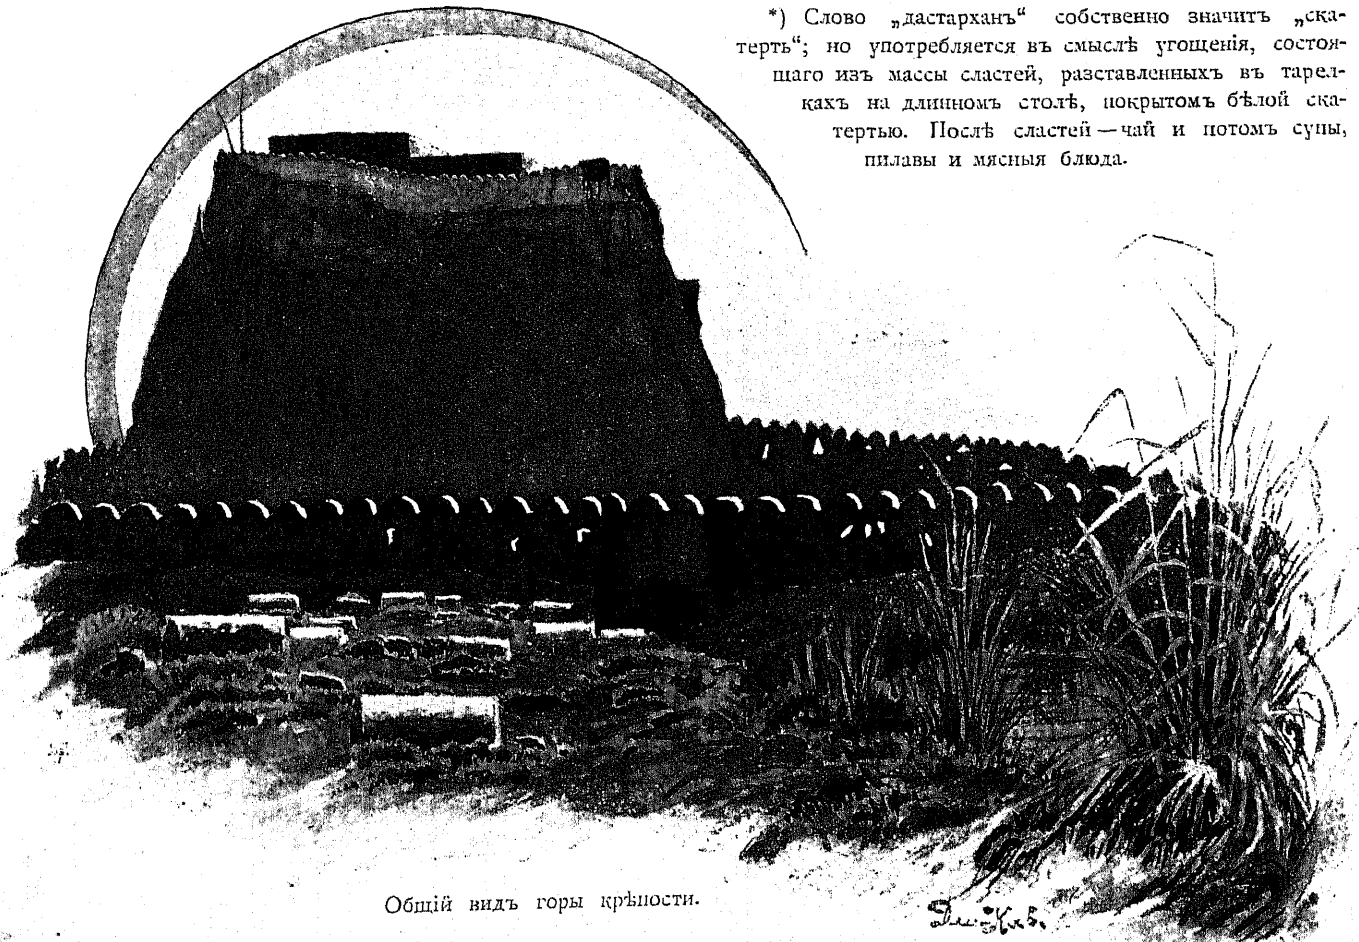 *) Слово „дастарханъ“ собственно значитъ „ска-
терть“; но употребляется въ смыслѣ угощенія, состоя-
щаго изъ массы сластей, разставленныхъ въ тарел-
кахъ на длинномъ столѣ, покрытомъ бѣлой ска-
тертью. Послѣ сластей — чай и потомъ супы,
пилавы и мясныя блюда.
Общій видъ горы крѣпости.